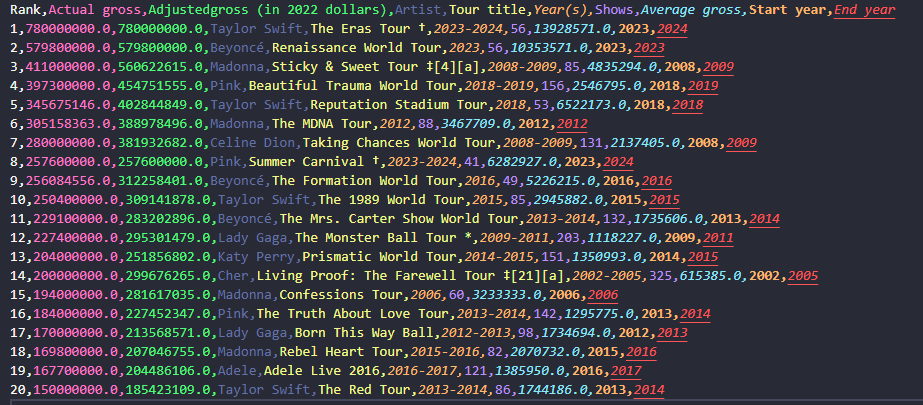 Rank,Actual gross,Adjustedgross (in 2022 dollars),Artist,Tour title,Year(s),Shows,Average gross,Start year,End year
1,780000000.0,780000000.0,Taylor Swift,The Eras Tour †,2023-2024,56,13928571.0,2023,2024
2,579800000.0,579800000.0,Beyoncé,Renaissance World Tour,2023,56,10353571.0,2023,2023
3,411000000.0,560622615.0,Madonna,Sticky & Sweet Tour ‡[4][a],2008-2009,85,4835294.0,2008,2009
4,397300000.0,454751555.0,Pink,Beautiful Trauma World Tour,2018-2019,156,2546795.0,2018,2019
5,345675146.0,402844849.0,Taylor Swift,Reputation Stadium Tour,2018,53,6522173.0,2018,2018
6,305158363.0,388978496.0,Madonna,The MDNA Tour,2012,88,3467709.0,2012,2012
7,280000000.0,381932682.0,Celine Dion,Taking Chances World Tour,2008-2009,131,2137405.0,2008,2009
8,257600000.0,257600000.0,Pink,Summer Carnival †,2023-2024,41,6282927.0,2023,2024
9,256084556.0,312258401.0,Beyoncé,The Formation World Tour,2016,49,5226215.0,2016,2016
10,250400000.0,309141878.0,Taylor Swift,The 1989 World Tour,2015,85,2945882.0,2015,2015
11,229100000.0,283202896.0,Beyoncé,The Mrs. Carter Show World Tour,2013-2014,132,1735606.0,2013,2014
12,227400000.0,295301479.0,Lady Gaga,The Monster Ball Tour *,2009-2011,203,1118227.0,2009,2011
13,204000000.0,251856802.0,Katy Perry,Prismatic World Tour,2014-2015,151,1350993.0,2014,2015
14,200000000.0,299676265.0,Cher,Living Proof: The Farewell Tour ‡[21][a],2002-2005,325,615385.0,2002,2005
15,194000000.0,281617035.0,Madonna,Confessions Tour,2006,60,3233333.0,2006,2006
16,184000000.0,227452347.0,Pink,The Truth About Love Tour,2013-2014,142,1295775.0,2013,2014
17,170000000.0,213568571.0,Lady Gaga,Born This Way Ball,2012-2013,98,1734694.0,2012,2013
18,169800000.0,207046755.0,Madonna,Rebel Heart Tour,2015-2016,82,2070732.0,2015,2016
19,167700000.0,204486106.0,Adele,Adele Live 2016,2016-2017,121,1385950.0,2016,2017
20,150000000.0,185423109.0,Taylor Swift,The Red Tour,2013-2014,86,1744186.0,2013,2014